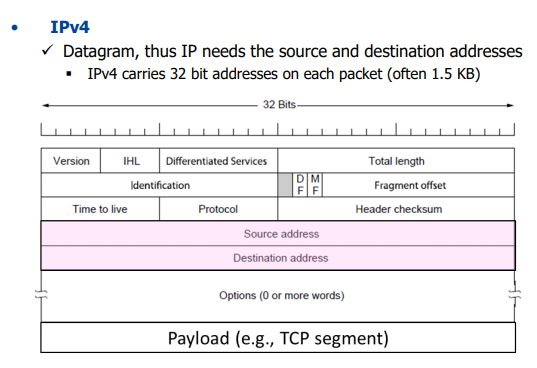 • IPv4
✓ Datagram, thus IP needs the source and destination addresses
▪ IPv4 carries 32 bit addresses on each packet (often 1.5 KB)
32 Bits
Version IHL Differentiated Services Total length
Identification DF MF Fragment offset
Time to live Protocol Header checksum
Source address
Destination address
Options (0 or more words)
Payload (e.g., TCP segment)